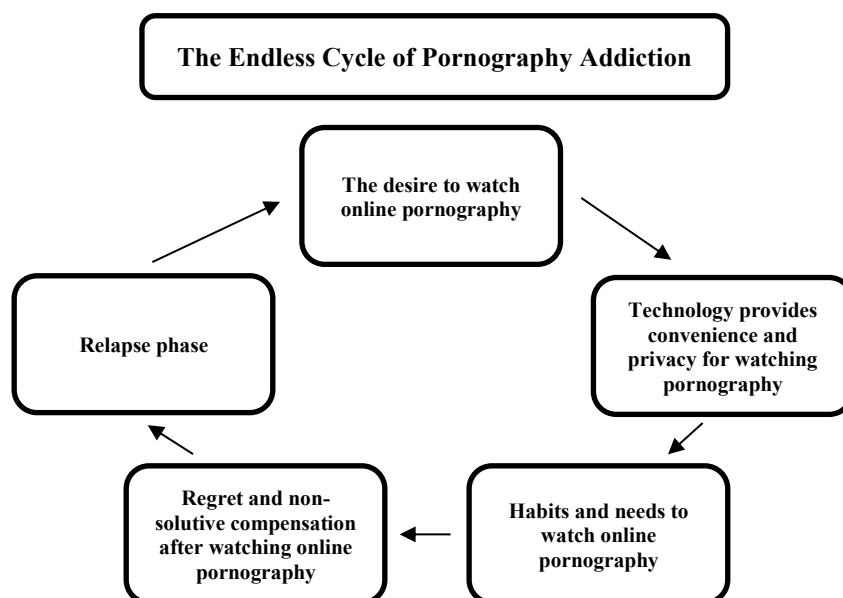 The Endless Cycle of Pornography Addiction
The desire to watch
online pornography
Technology provides
convenience and
privacy for watching
pornography
Habits and needs to
watch online
pornography
Regret and non-
solutive compensation
after watching online
pornography
Relapse phase